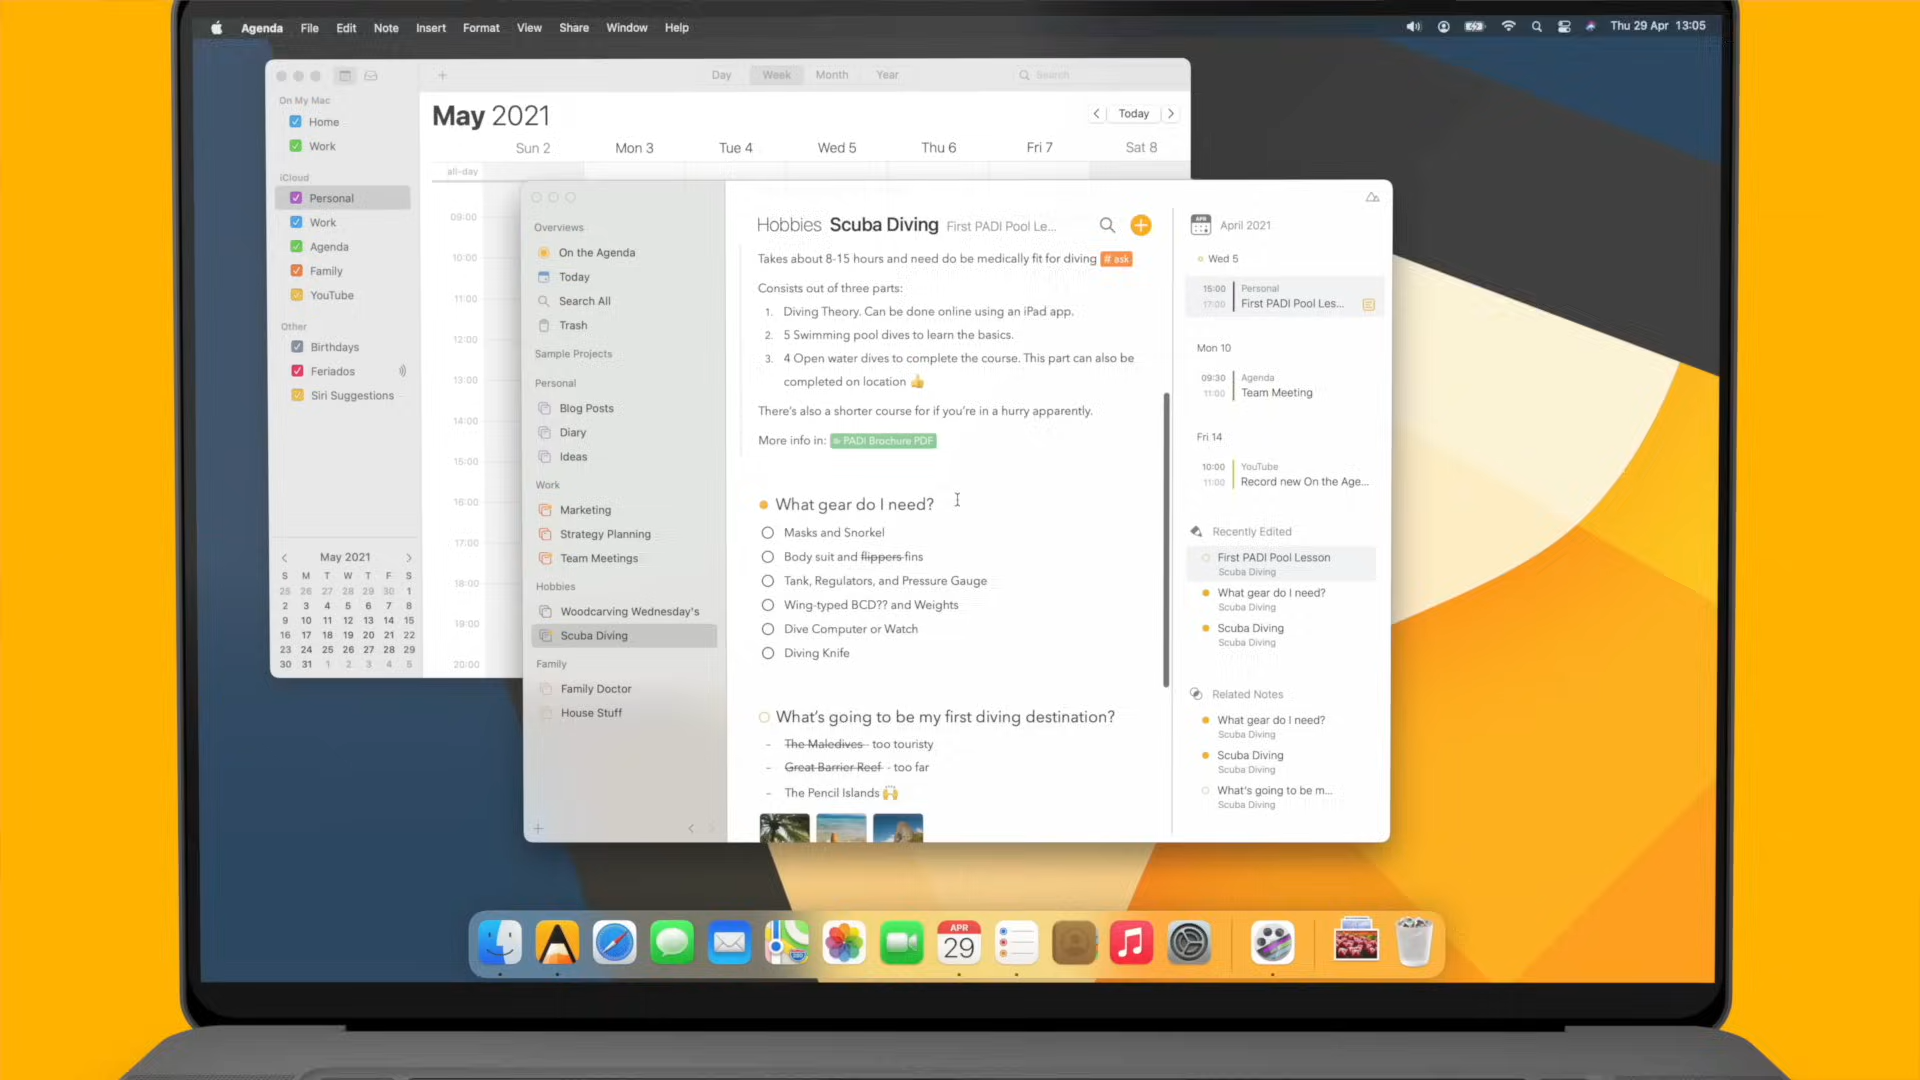 Agenda File Edit Note Insert Format View Share Window Help
Thu 29 Apr 13:05
Day Week Month Year
Search
On My Mac
Home
Work
iCloud
Personal
Work
Agenda
Family
YouTube
Other
Birthdays
Feriados
Siri Suggestions
May 2021
S M T W T F S
25 26 27 28 29 30 1
2 3 4 5 6 7 8
9 10 11 12 13 14 15
16 17 18 19 20 21 22
23 24 25 26 27 28 29
30 31 1 2 3 4 5
May 2021
Today
Sun 2 Mon 3 Tue 4 Wed 5 Thu 6 Fri 7 Sat 8
all-day
09:00
10:00
11:00
12:00
13:00
14:00
15:00
16:00
17:00
18:00
19:00
20:00
Overviews
On the Agenda
Today
Search All
Trash
Sample Projects
Personal
Blog Posts
Diary
Ideas
Work
Marketing
Strategy Planning
Team Meetings
Hobbies
Woodcarving Wednesday's
Scuba Diving
Family
Family Doctor
House Stuff
Hobbies Scuba Diving First PADI Pool Le...
Takes about 8-15 hours and need do be medically fit for diving # ask
Consists out of three parts:
1. Diving Theory. Can be done online using an iPad app.
2. 5 Swimming pool dives to learn the basics.
3. 4 Open water dives to complete the course. This part can also be
completed on location 👍
There's also a shorter course for if you're in a hurry apparently.
More info in: PADI Brochure PDF
What gear do I need?
Masks and Snorkel
Body suit and flippers fins
Tank, Regulators, and Pressure Gauge
Wing-typed BCD?? and Weights
Dive Computer or Watch
Diving Knife
What's going to be my first diving destination?
- The Maledives - too touristy
- Great Barrier Reef - too far
- The Pencil Islands 🙌
April 2021
Wed 5
15:00 Personal
17:00 First PADI Pool Les...
Mon 10
09:30 Agenda
11:00 Team Meeting
Fri 14
10:00 YouTube
11:00 Record new On the Age...
Recently Edited
First PADI Pool Lesson
Scuba Diving
What gear do I need?
Scuba Diving
Scuba Diving
Scuba Diving
Related Notes
What gear do I need?
Scuba Diving
Scuba Diving
Scuba Diving
What's going to be m...
Scuba Diving
APR
29